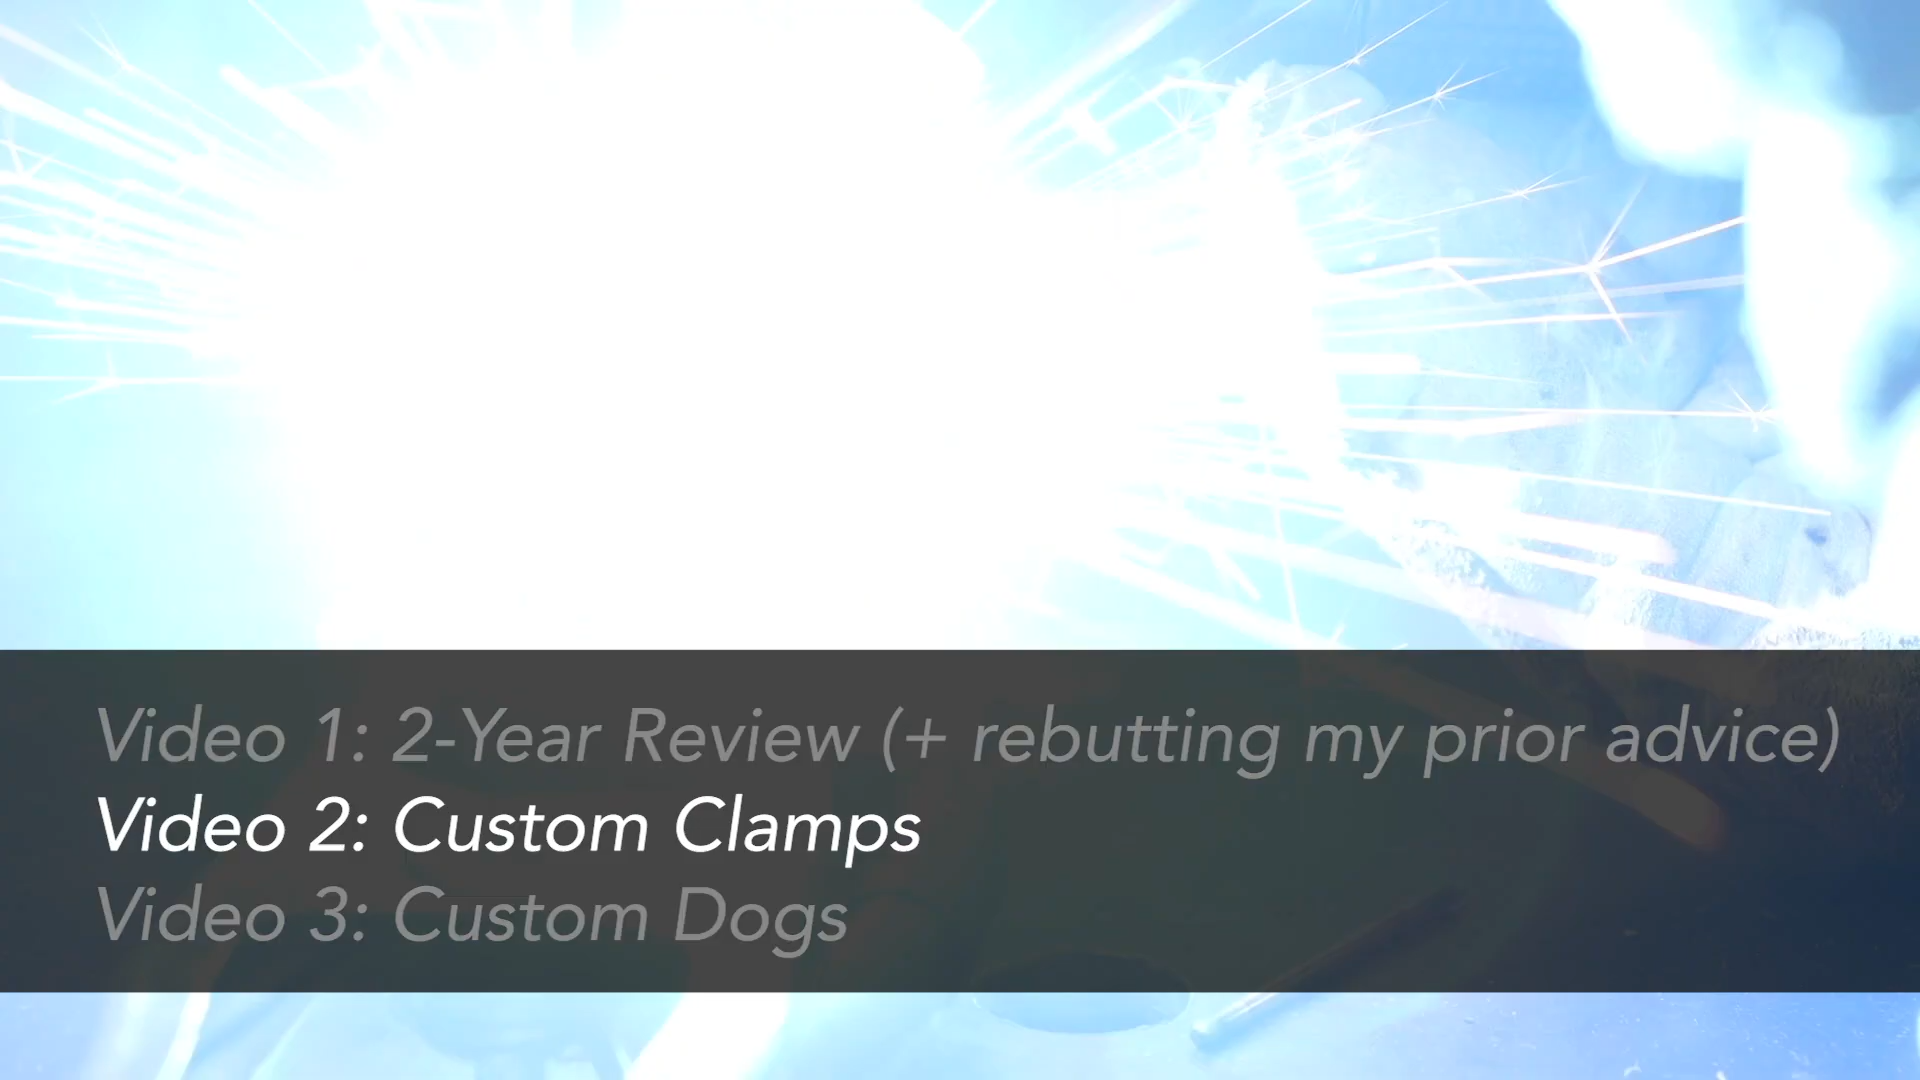 Video 1: 2-Year Review (+ rebutting my prior advice)
Video 2: Custom Clamps
Video 3: Custom Dogs